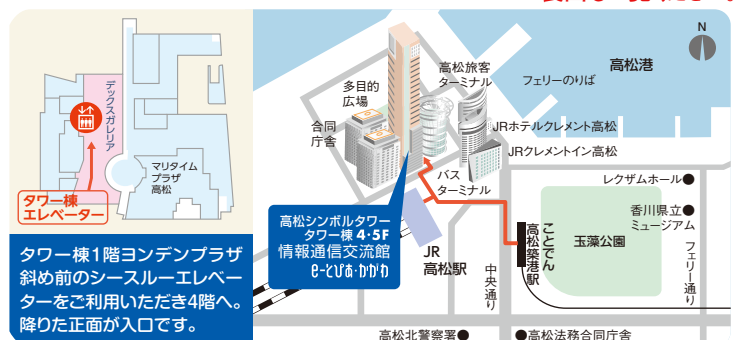 デックスガレリア
マリタイム
プラザ
高松
タワー棟
エレベーター
タワー棟1階ヨンデンプラザ
斜め前のシースルーエレベー
ターをご利用いただき4階へ。
降りた正面が入口です。
N
高松港
フェリーのりば
高松旅客
ターミナル
多目的
広場
合同
庁舎
JRホテルクレメント高松
JRクレメントイン高松
バス
ターミナル
レクザムホール●
香川県立●
ミュージアム
玉藻公園
ことでん
高松築港駅
フェリー通り
中央通り
JR
高松駅
高松シンボルタワー
タワー棟 4・5F
情報通信交流館
e-とぴあ・かがわ
高松北警察署●
●高松法務合同庁舎